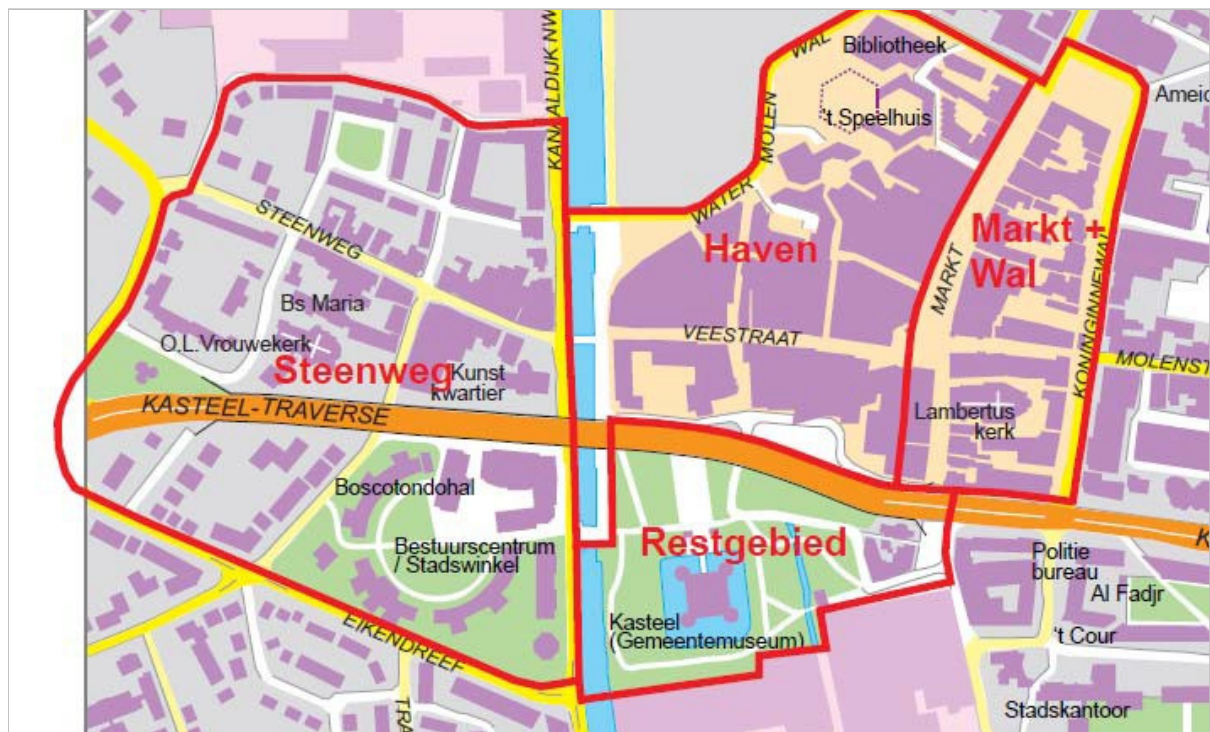 WAL
Bibliotheek
KANAALDIJK NW
Ameid
't Speelhuis
MOLEN
WATER
STEENWEG
Haven
Markt +
Wal
MARKT
KONINGINNEWAL
Bs Maria
O.L.Vrouwekerk
VEESTRAAT
MOLENST
Steenweg
Kunst
kwartier
KASTEEL-TRAVERSE
Lambertus
kerk
Boscotondohal
Bestuurscentrum
/ Stadswinkel
Restgebied
K
Politie
bureau
Al Fadjr
Kasteel
(Gemeentemuseum)
't Cour
EIKENDREEF
TRA
Stadskantoor